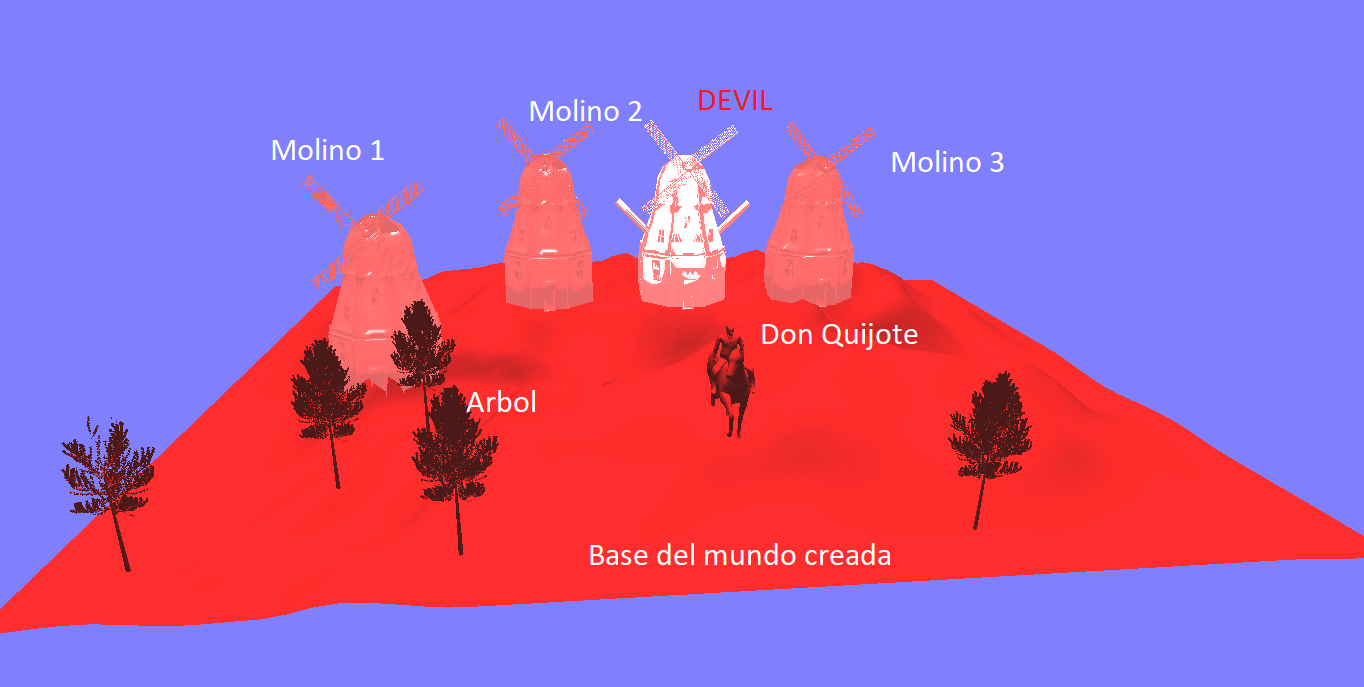 DEVIL
Molino 2
Molino 1
Molino 3
Don Quijote
Arbol
Base del mundo creada